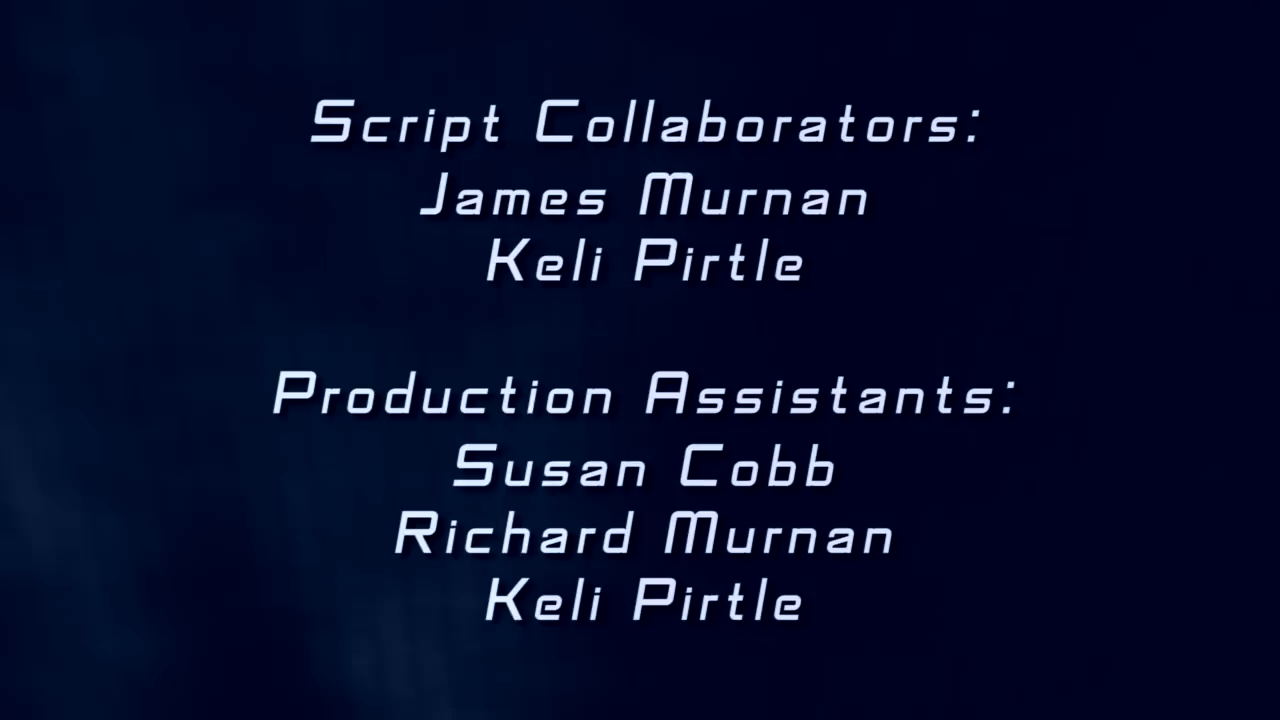 Script Collaborators:
James Murnan
Keli Pirtle
Production Assistants:
Susan Cobb
Richard Murnan
Keli Pirtle